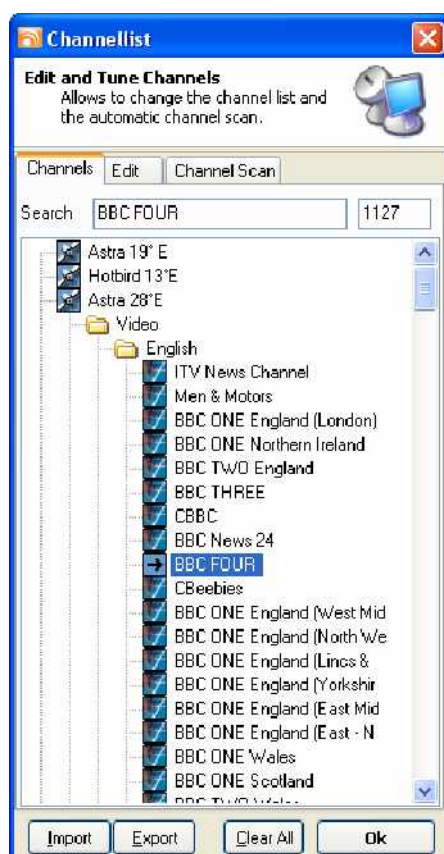 Channellist
Edit and Tune Channels
Allows to change the channel list and
the automatic channel scan.
Channels Edit Channel Scan
Search BBC FOUR 1127
Astra 19°E
Hotbird 13°E
Astra 28°E
Video
English
ITV News Channel
Men & Motors
BBC ONE England (London)
BBC ONE Northern Ireland
BBC TWO England
BBC THREE
CBBC
BBC News 24
BBC FOUR
CBeebies
BBC ONE England (West Mid
BBC ONE England (North We
BBC ONE England (Lincs &
BBC ONE England (Yorkshir
BBC ONE England (East Mid
BBC ONE England (East - N
BBC ONE Wales
BBC ONE Scotland
BBC TWO Wales
Import Export Clear All Ok